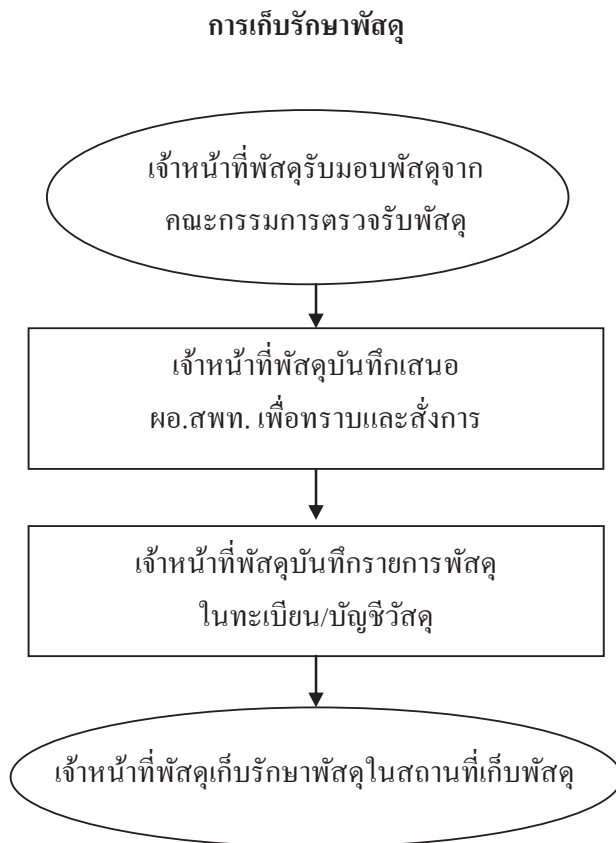 การเก็บรักษาพัสดุ
เจ้าหน้าที่พัสดุรับมอบพัสดุจาก
คณะกรรมการตรวจรับพัสดุ
เจ้าหน้าที่พัสดุบันทึกเสนอ
ผอ.สพท. เพื่อทราบและสั่งการ
เจ้าหน้าที่พัสดุบันทึกรายการพัสดุ
ในทะเบียน/บัญชีวัสดุ
เจ้าหน้าที่พัสดุเก็บรักษาพัสดุในสถานที่เก็บพัสดุ